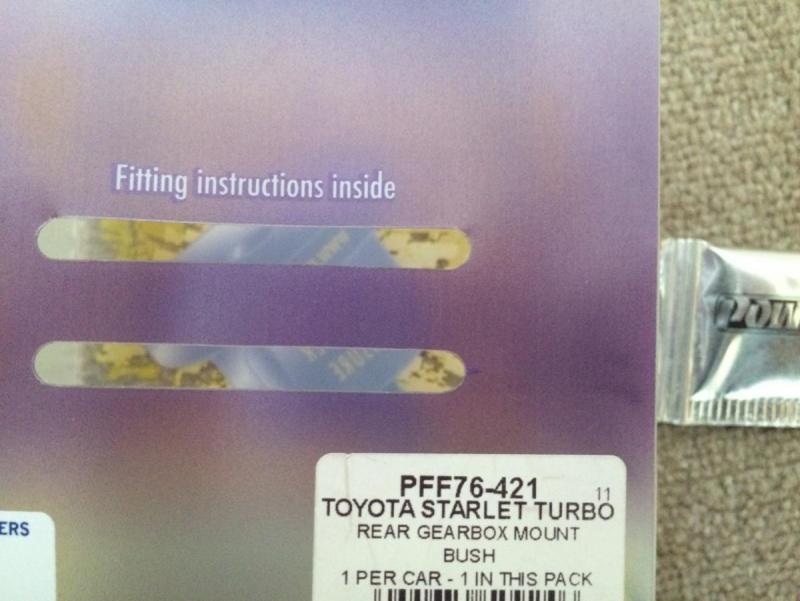 Fitting instructions inside
POW
PFF76-421
11
TOYOTA STARLET TURBO
REAR GEARBOX MOUNT
BUSH
1 PER CAR - 1 IN THIS PACK
ERS